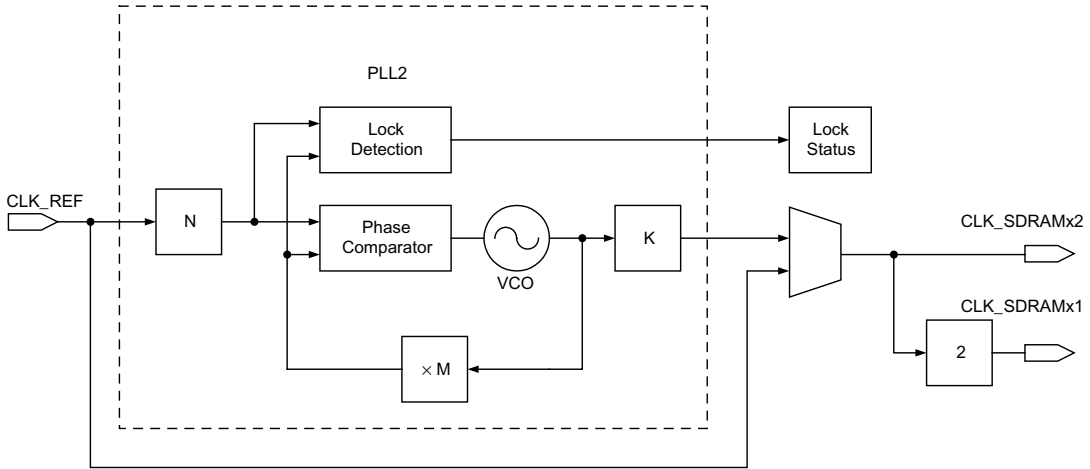 PLL2
Lock
Detection
Lock
Status
CLK_REF
N
Phase
Comparator
VCO
K
CLK_SDRAMx2
CLK_SDRAMx1
× M
2